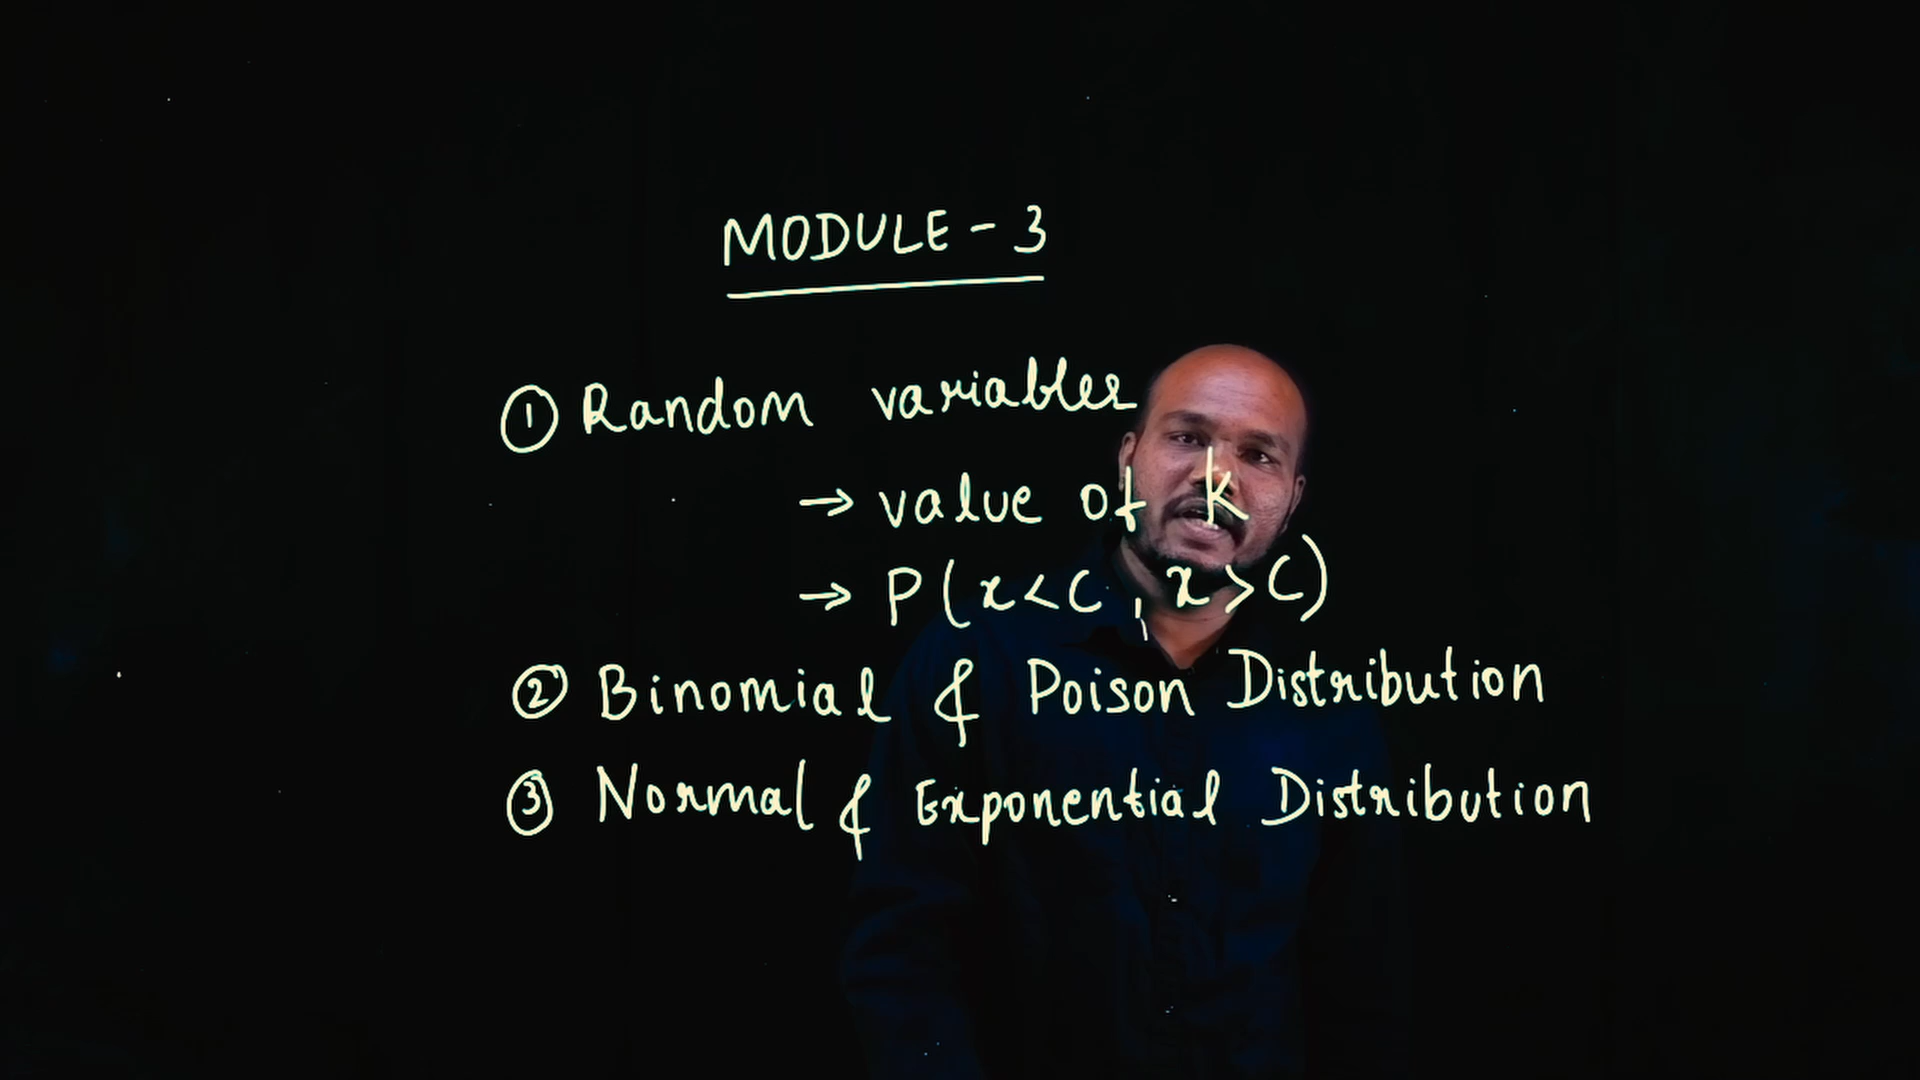 MODULE - 3
① Random variables
→ value of k
→ P(x<C, x>C)
② Binomial & Poison Distribution
③ Normal & Exponential Distribution